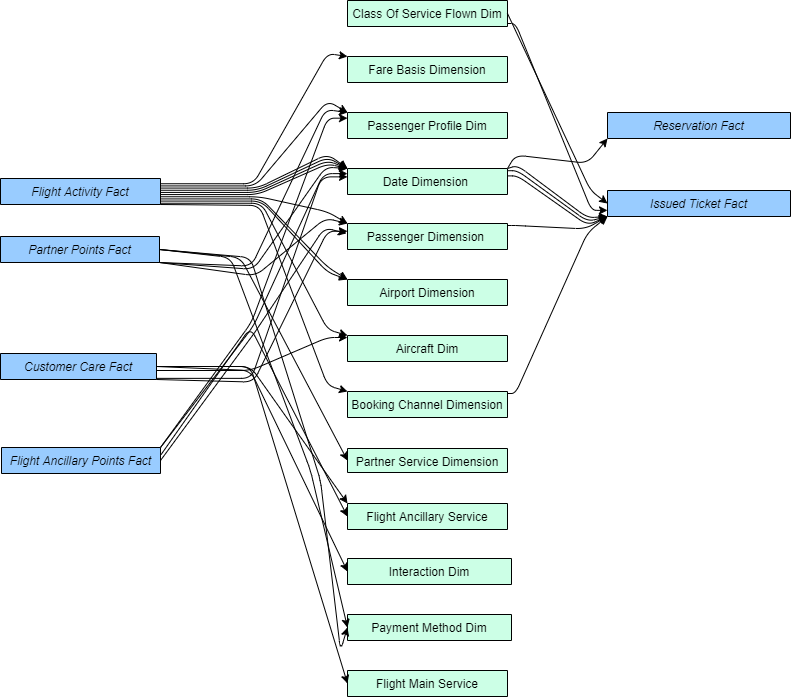 Class Of Service Flown Dim
Fare Basis Dimension
Passenger Profile Dim
Reservation Fact
Flight Activity Fact
Date Dimension
Issued Ticket Fact
Partner Points Fact
Passenger Dimension
Airport Dimension
Aircraft Dim
Customer Care Fact
Booking Channel Dimension
Flight Ancillary Points Fact
Partner Service Dimension
Flight Ancillary Service
Interaction Dim
Payment Method Dim
Flight Main Service